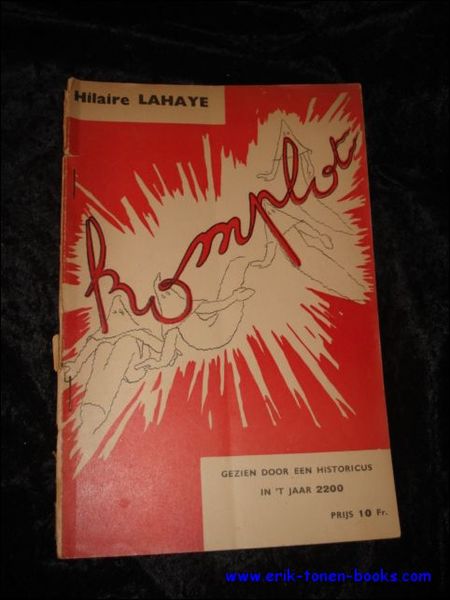 Hilaire LAHAYE
komplot
GEZIEN DOOR EEN HISTORICUS
IN 'T JAAR 2200
PRIJS 10 Fr.
www.erik-tonen-books.com